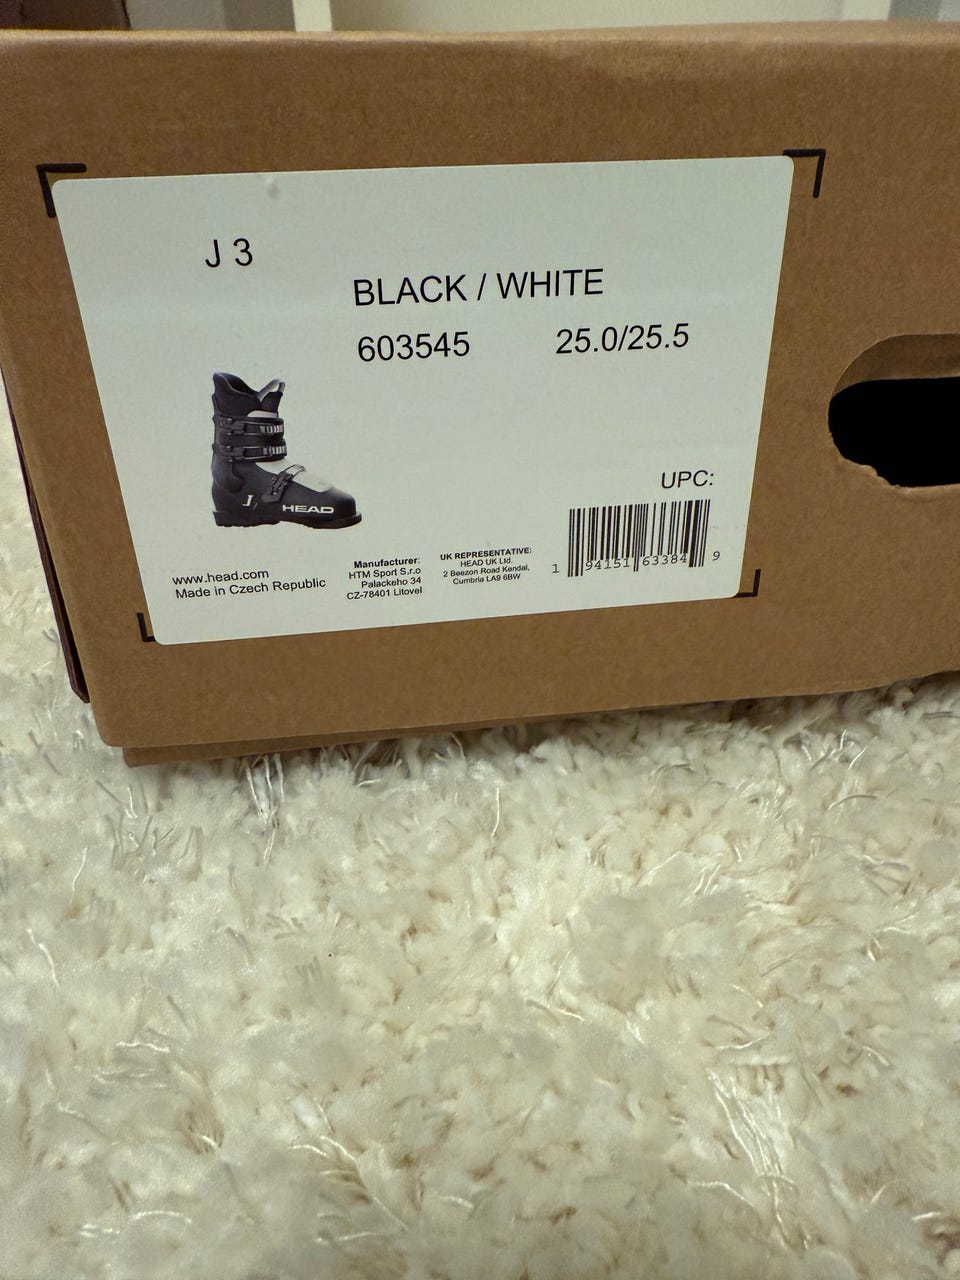 J 3
BLACK / WHITE
603545 25.0/25.5
HEAD
UPC:
1 94151 63384 9
www.head.com
Made in Czech Republic
Manufacturer:
HTM Sport S.r.o
Palackeho 34
CZ-78401 Litovel
UK REPRESENTATIVE:
HEAD UK Ltd.
2 Beezon Road Kendal,
Cumbria LA9 6BW